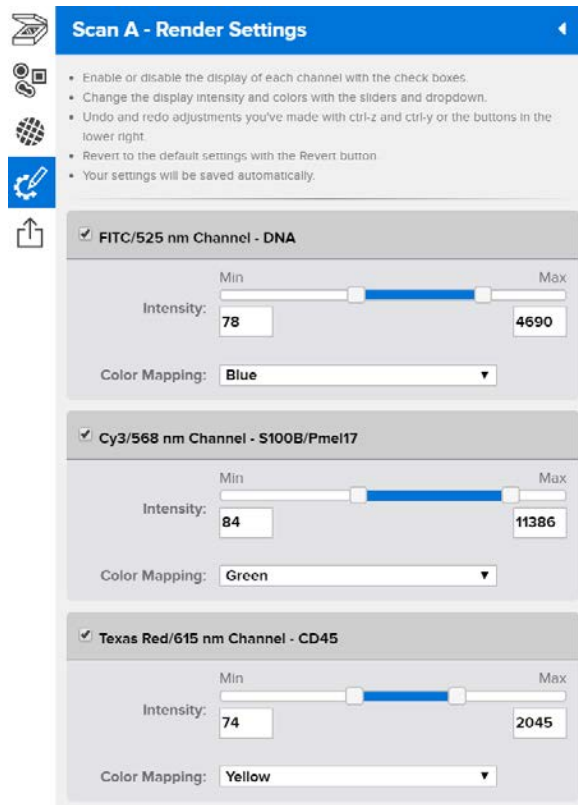 Scan A - Render Settings
• Enable or disable the display of each channel with the check boxes.
• Change the display intensity and colors with the sliders and dropdown.
• Undo and redo adjustments you've made with ctrl-z and ctrl-y or the buttons in the
lower right.
• Revert to the default settings with the Revert button
• Your settings will be saved automatically.
FITC/525 nm Channel - DNA
Min Max
Intensity:
78 4690
Color Mapping: Blue
Cy3/568 nm Channel - S100B/Pmel17
Min Max
Intensity:
84 11386
Color Mapping: Green
Texas Red/615 nm Channel - CD45
Min Max
Intensity:
74 2045
Color Mapping: Yellow